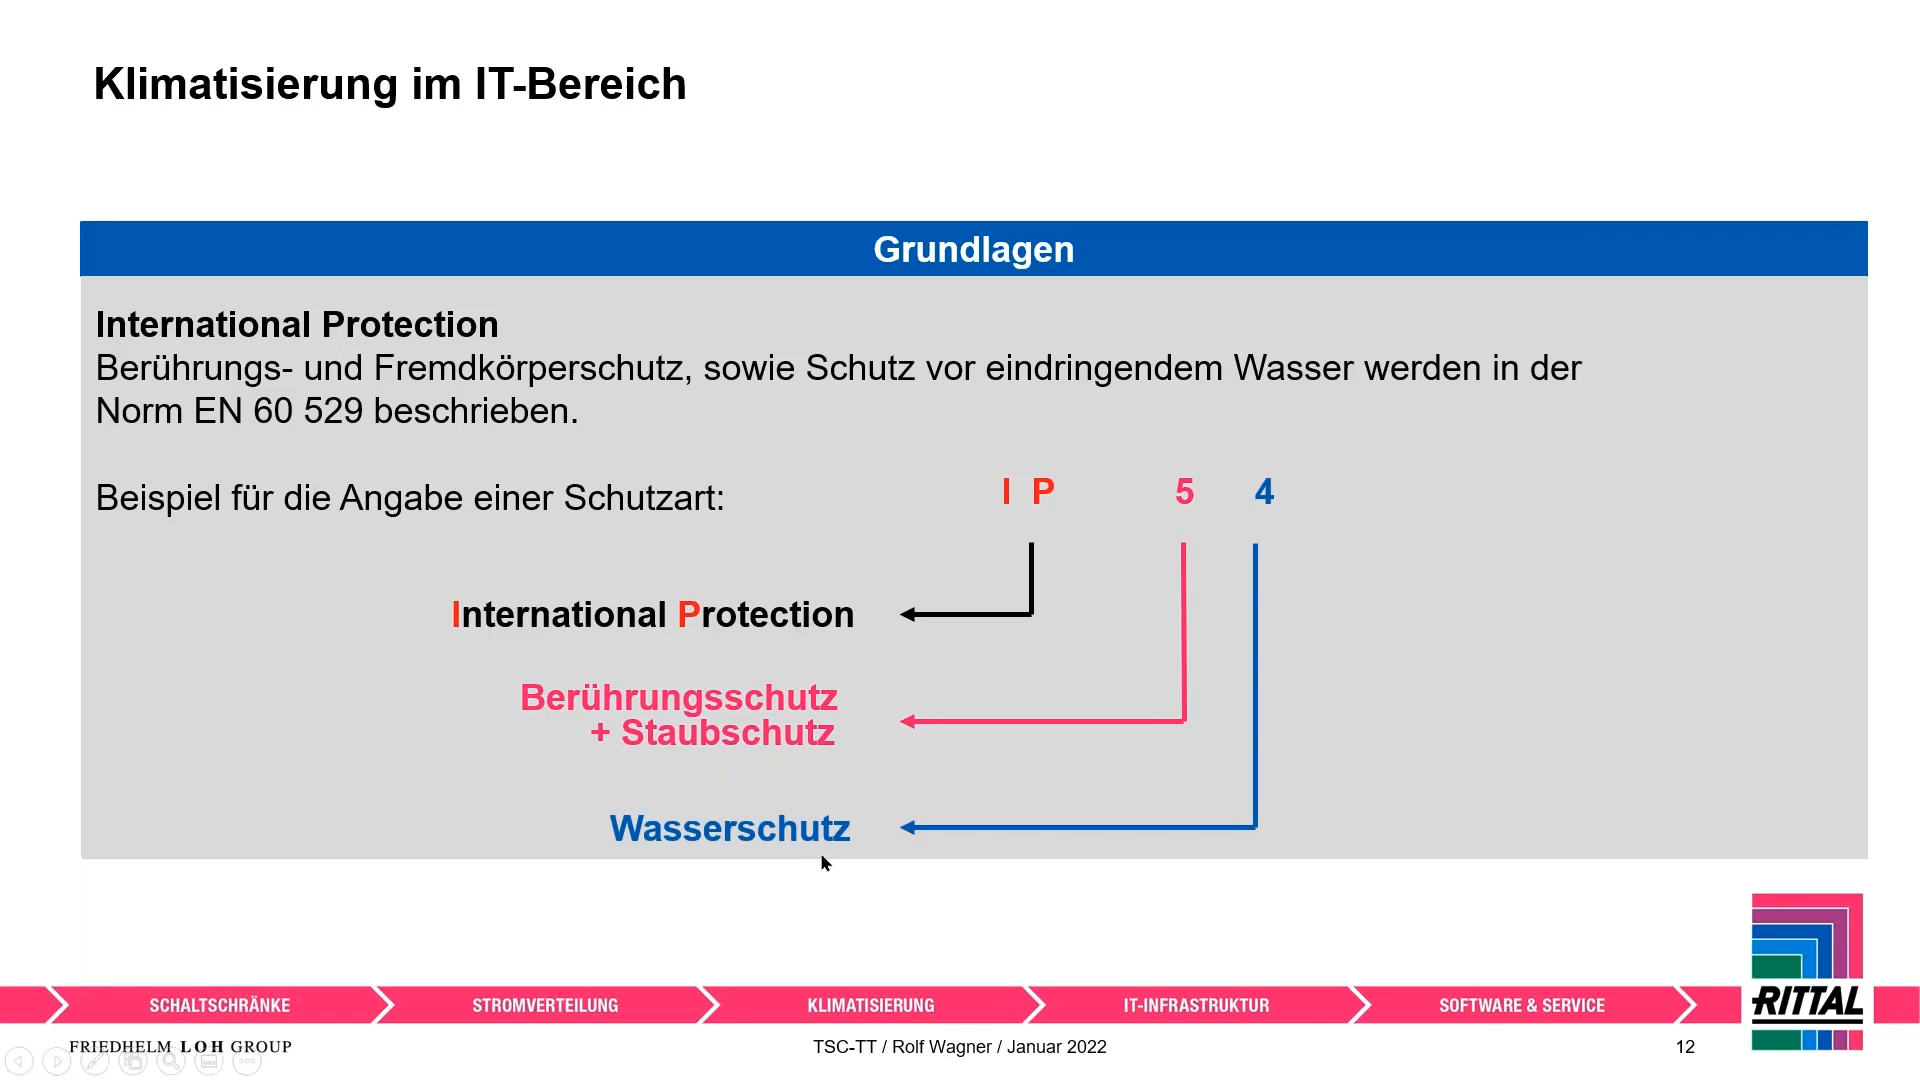 Klimatisierung im IT-Bereich
Grundlagen
International Protection
Berührungs- und Fremdkörperschutz, sowie Schutz vor eindringendem Wasser werden in der
Norm EN 60 529 beschrieben.
Beispiel für die Angabe einer Schutzart: I P 5 4
International Protection
Berührungsschutz
+ Staubschutz
Wasserschutz
SCHALTSCHRÄNKE STROMVERTEILUNG KLIMATISIERUNG IT-INFRASTRUKTUR SOFTWARE & SERVICE
RITTAL
FRIEDHELM LOH GROUP TSC-TT / Rolf Wagner / Januar 2022 12